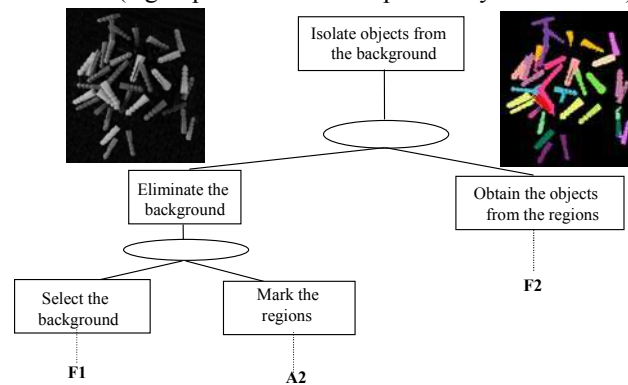 Isolate objects from
the background
Eliminate the
background
Obtain the objects
from the regions
Select the
background
Mark the
regions
F2
F1
A2